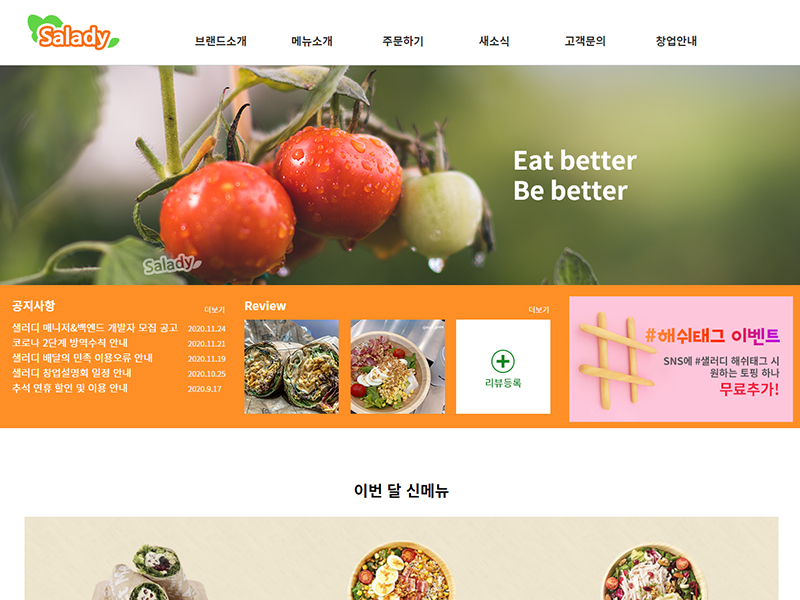 Salady
브랜드소개 메뉴소개 주문하기 새소식 고객문의 창업안내
Eat better
Be better
Salady
공지사항 더보기
샐러디 매니저&백엔드 개발자 모집 공고 2020.11.24
코로나 2단계 방역수칙 안내 2020.11.21
샐러디 배달의 민족 이용오류 안내 2020.11.19
샐러디 창업설명회 일정 안내 2020.10.25
추석 연휴 할인 및 이용 안내 2020.9.17
Review 더보기
리뷰등록
#해쉬태그 이벤트
SNS에 #샐러디 해쉬태그 시
원하는 토핑 하나
무료추가!
이번 달 신메뉴